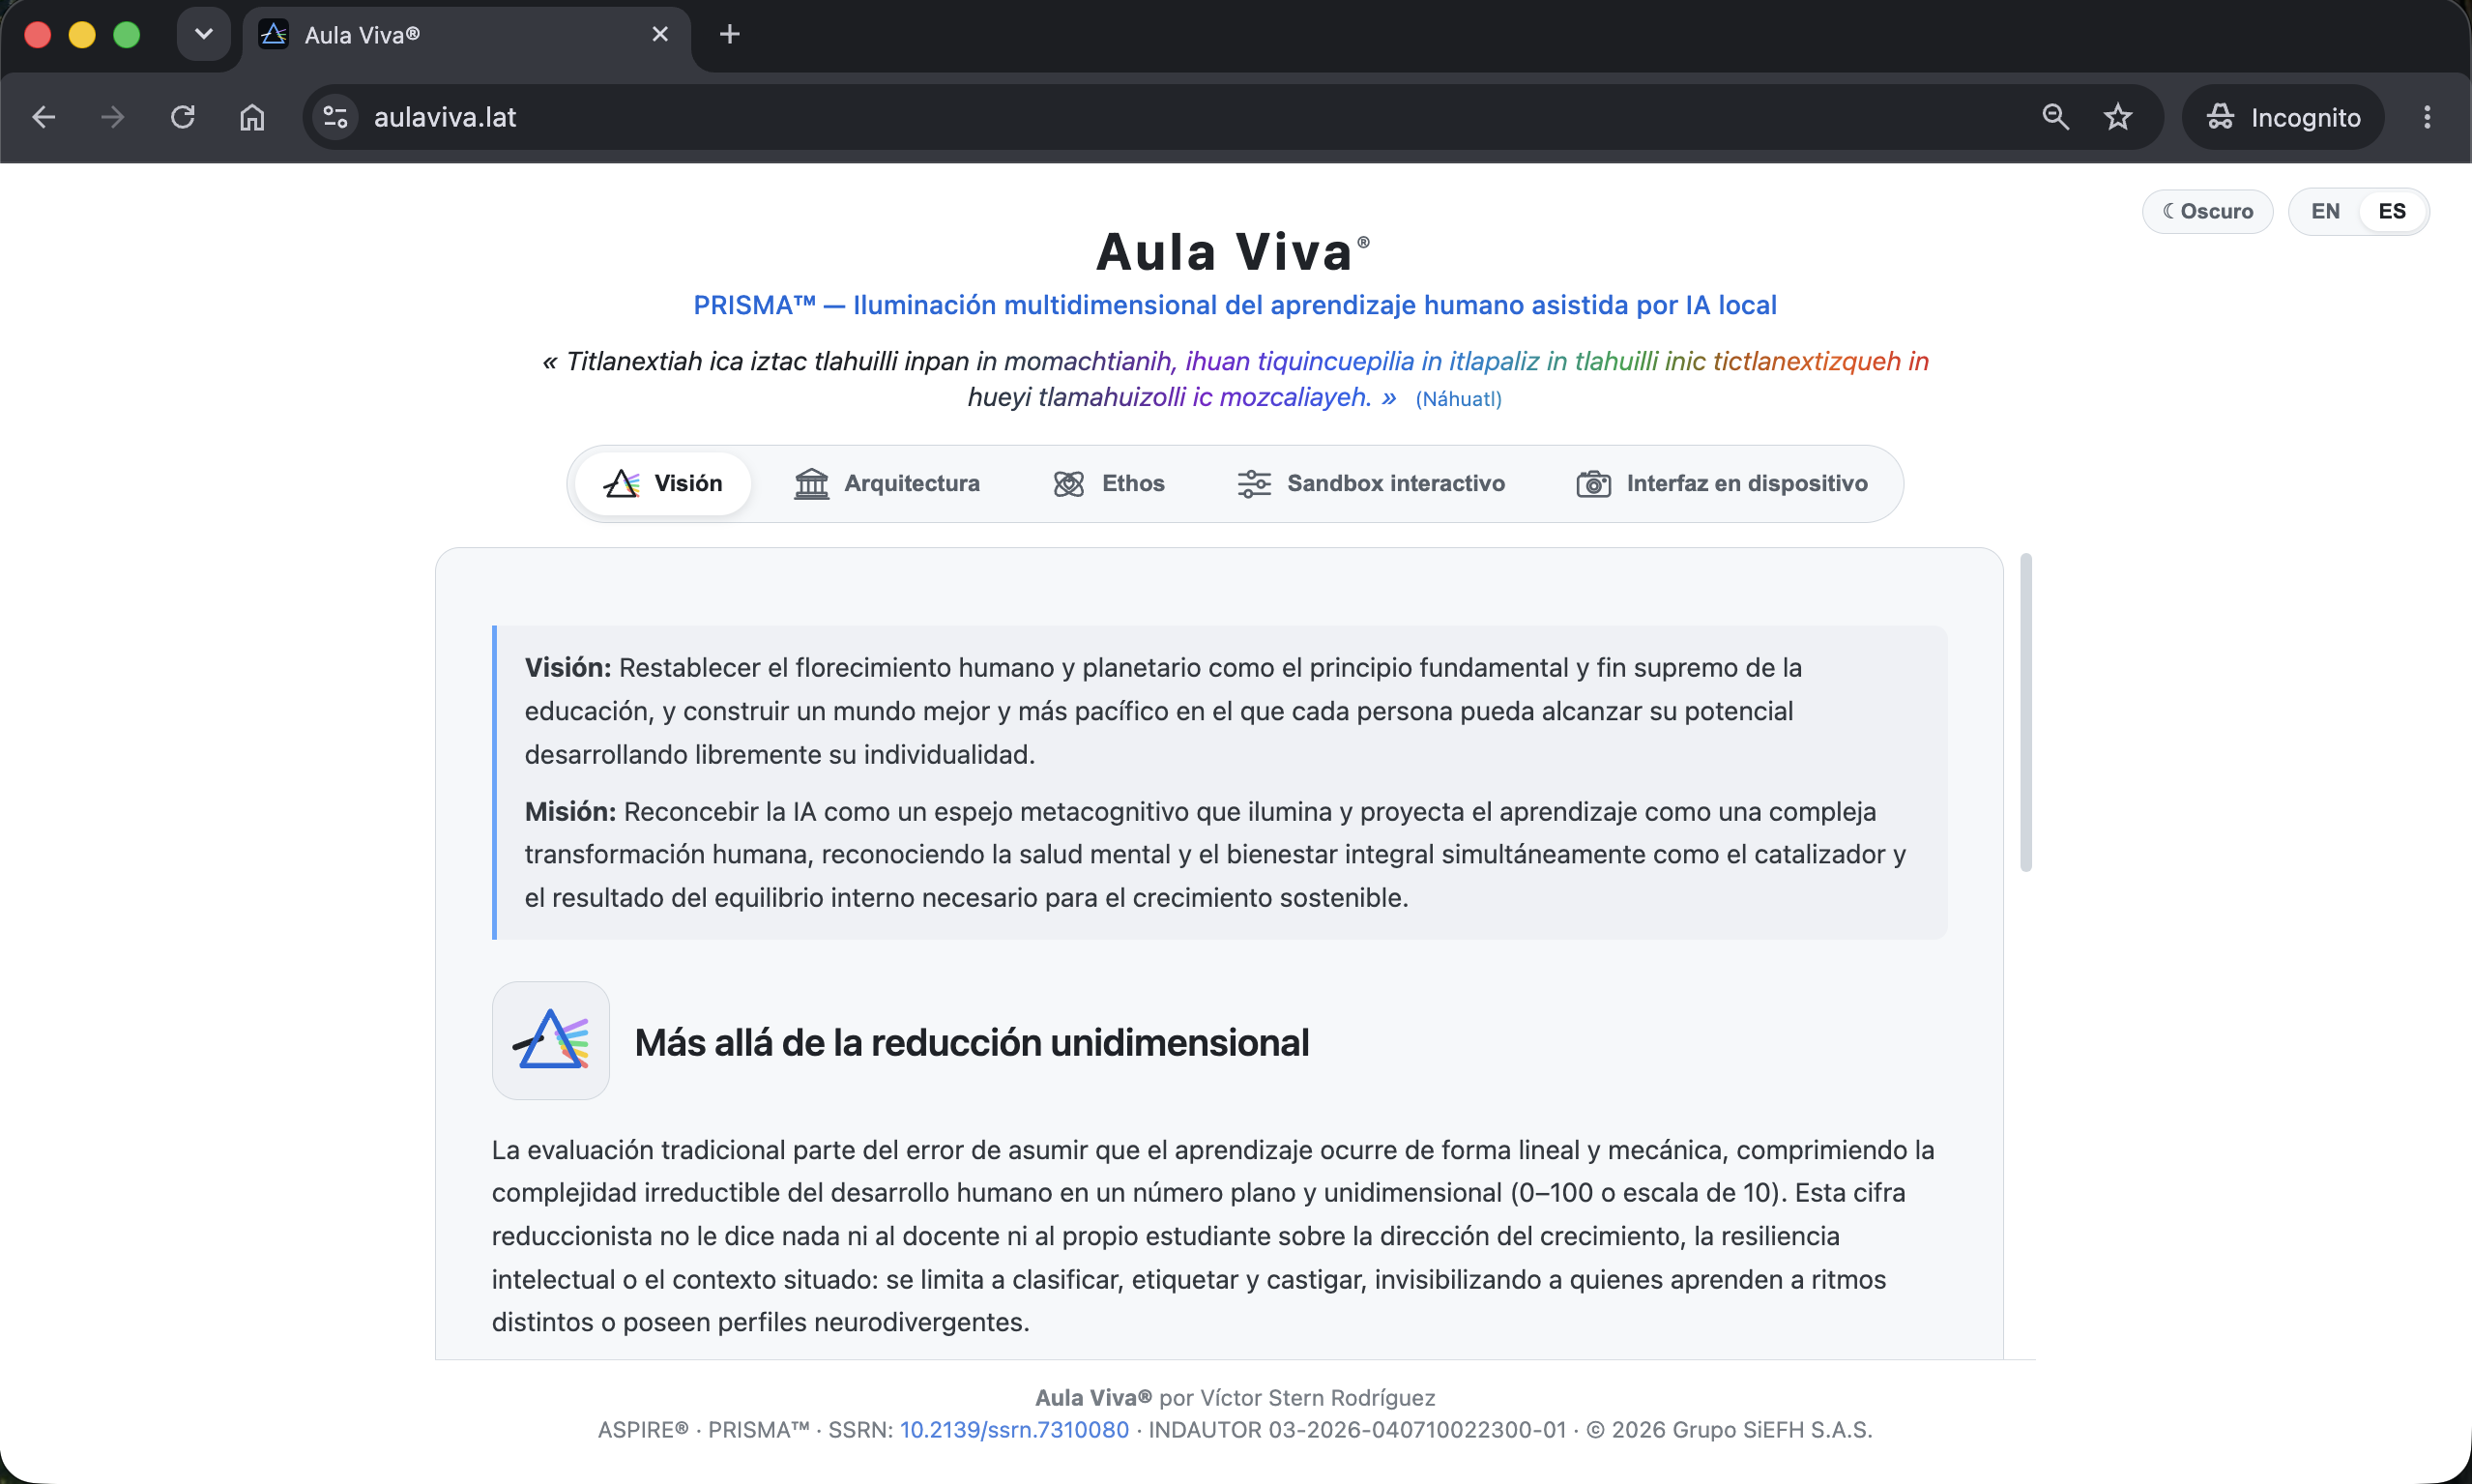 Aula Viva®
aulaviva.lat
Incognito
Oscuro
EN ES
Aula Viva®
PRISMA™ — Iluminación multidimensional del aprendizaje humano asistida por IA local
« Titlanextiah ica iztac tlahuilli inpan in momachtianih, ihuan tiquincuepilia in itlapaliz in tlahuilli inic tictlanextizqueh in
hueyi tlamahuizolli ic mozcaliayeh. » (Náhuatl)
Visión
Arquitectura
Ethos
Sandbox interactivo
Interfaz en dispositivo
Visión: Restablecer el florecimiento humano y planetario como el principio fundamental y fin supremo de la
educación, y construir un mundo mejor y más pacífico en el que cada persona pueda alcanzar su potencial
desarrollando libremente su individualidad.
Misión: Reconcebir la IA como un espejo metacognitivo que ilumina y proyecta el aprendizaje como una compleja
transformación humana, reconociendo la salud mental y el bienestar integral simultáneamente como el catalizador y
el resultado del equilibrio interno necesario para el crecimiento sostenible.
Más allá de la reducción unidimensional
La evaluación tradicional parte del error de asumir que el aprendizaje ocurre de forma lineal y mecánica, comprimiendo la
complejidad irreductible del desarrollo humano en un número plano y unidimensional (0–100 o escala de 10). Esta cifra
reduccionista no le dice nada ni al docente ni al propio estudiante sobre la dirección del crecimiento, la resiliencia
intelectual o el contexto situado: se limita a clasificar, etiquetar y castigar, invisibilizando a quienes aprenden a ritmos
distintos o poseen perfiles neurodivergentes.
Aula Viva® por Víctor Stern Rodríguez
ASPIRE® · PRISMA™ · SSRN: 10.2139/ssrn.7310080 · INDAUTOR 03-2026-040710022300-01 · © 2026 Grupo SiEFH S.A.S.